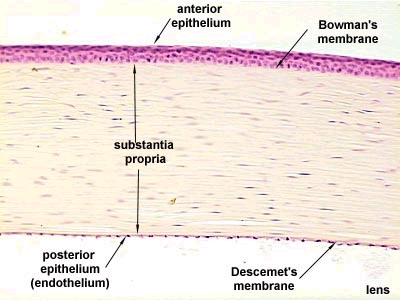 anterior
epithelium
Bowman's
membrane
substantia
propria
posterior
epithelium
(endothelium)
Descemet's
membrane
lens